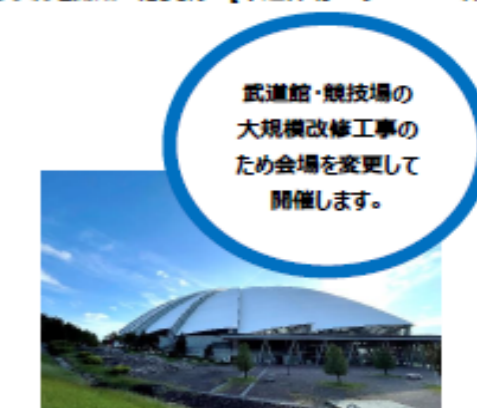 武道館・競技場の
大規模改修工事の
ため会場を変更して
開催します。